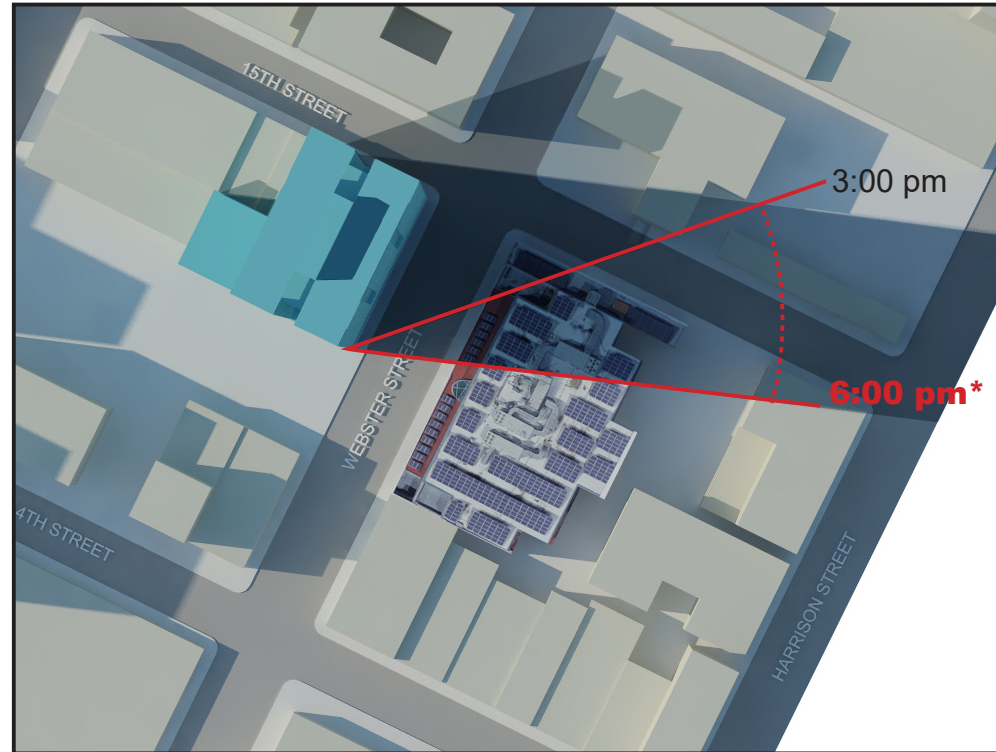 15TH STREET
3:00 pm
WEBSTER STREET
6:00 pm*
4TH STREET
HARRISON STREET